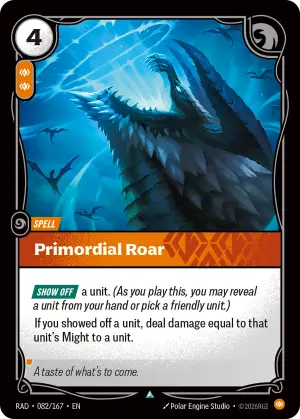 4
SPELL
Primordial Roar
SHOW OFF a unit. (As you play this, you may reveal
a unit from your hand or pick a friendly unit.)
If you showed off a unit, deal damage equal to that
unit's Might to a unit.
A taste of what's to come.
RAD • 082/167 • EN
Polar Engine Studio • ©2026RGI